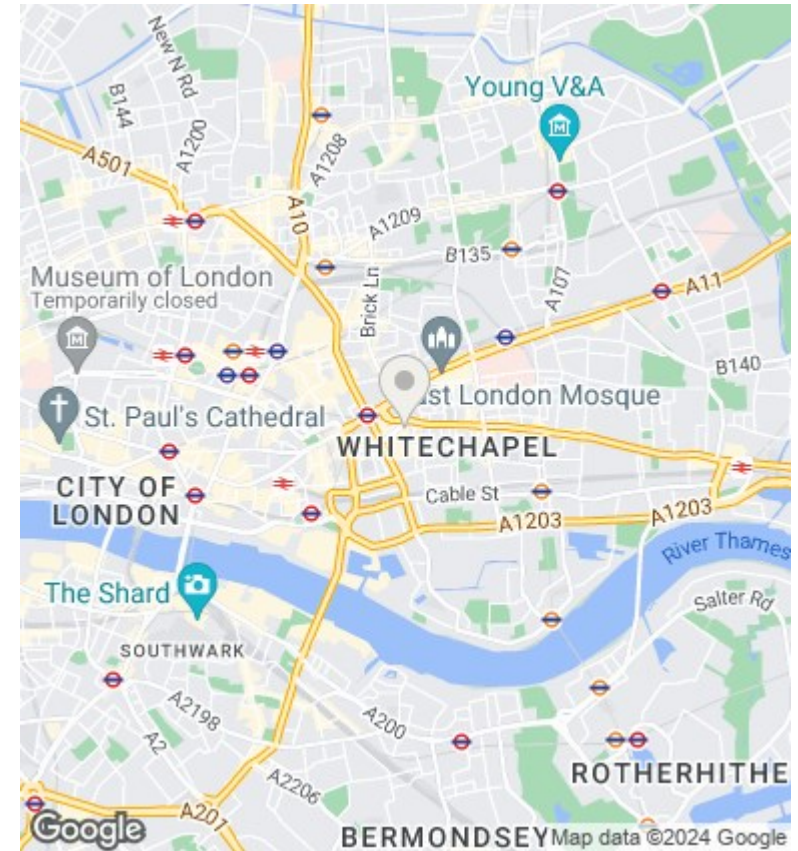 New N Rd
B144
A1200
A501
A1208
A10
A1209
Young V&A
B135
A107
A11
Museum of London
Temporarily closed
Brick Ln
B140
St. Paul's Cathedral
ast London Mosque
WHITECHAPEL
CITY OF
LONDON
Cable St
A1203
A1203
River Thames
The Shard
Salter Rd
SOUTHWARK
A2198
A2
A200
A2206
A201
ROTHERHITHE
BERMONDSEY
Google
Map data ©2024 Google